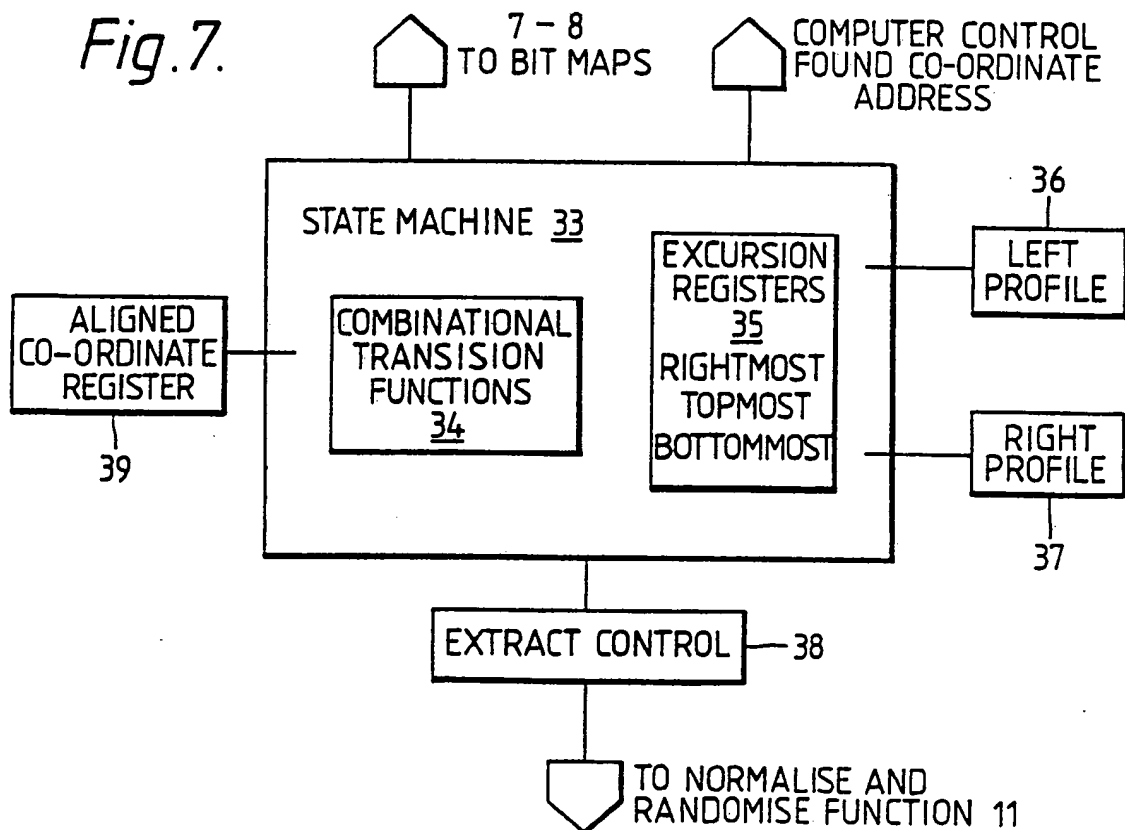 Fig.7.
7-8
TO BIT MAPS
COMPUTER CONTROL
FOUND CO-ORDINATE
ADDRESS
STATE MACHINE 33
36
EXCURSION
REGISTERS
35
RIGHTMOST
TOPMOST
BOTTOMMOST
LEFT
PROFILE
ALIGNED
CO-ORDINATE
REGISTER
39
COMBINATIONAL
TRANSISION
FUNCTIONS
34
RIGHT
PROFILE
37
EXTRACT CONTROL
38
TO NORMALISE AND
RANDOMISE FUNCTION 11